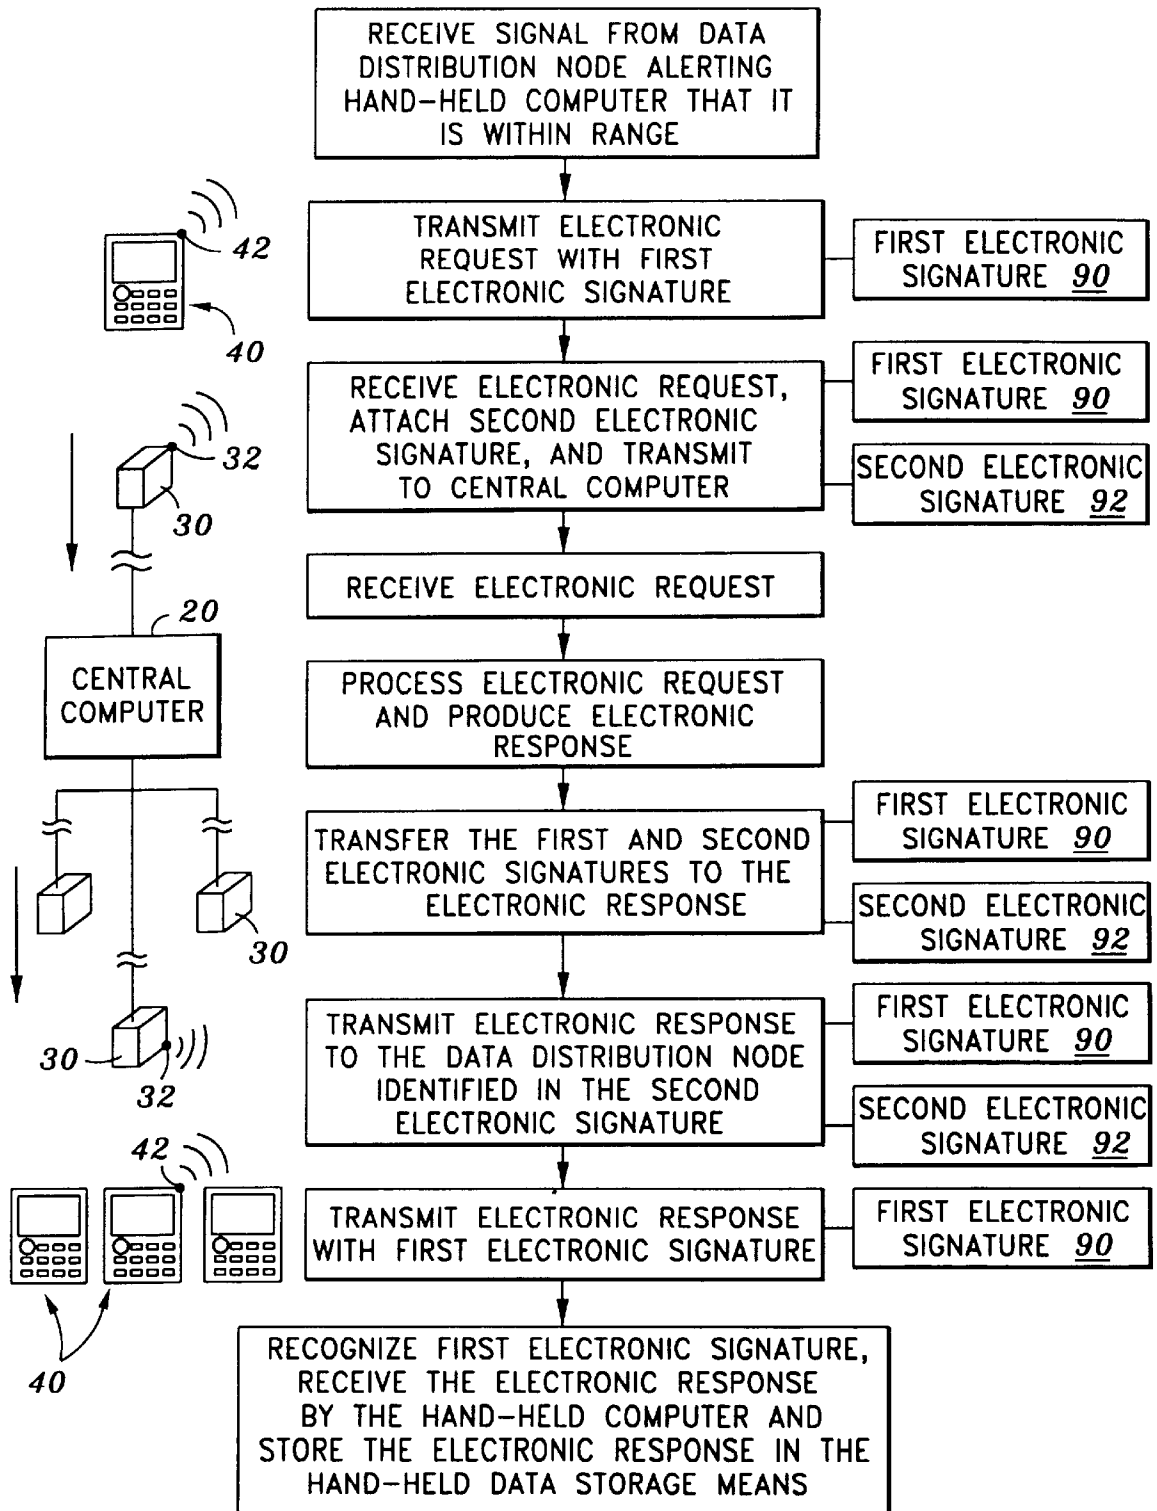 RECEIVE SIGNAL FROM DATA
DISTRIBUTION NODE ALERTING
HAND-HELD COMPUTER THAT IT
IS WITHIN RANGE
42
40
TRANSMIT ELECTRONIC
REQUEST WITH FIRST
ELECTRONIC SIGNATURE
FIRST ELECTRONIC
SIGNATURE 90
32
30
RECEIVE ELECTRONIC REQUEST,
ATTACH SECOND ELECTRONIC
SIGNATURE, AND TRANSMIT
TO CENTRAL COMPUTER
FIRST ELECTRONIC
SIGNATURE 90
SECOND ELECTRONIC
SIGNATURE 92
RECEIVE ELECTRONIC REQUEST
20
CENTRAL
COMPUTER
PROCESS ELECTRONIC REQUEST
AND PRODUCE ELECTRONIC
RESPONSE
30
TRANSFER THE FIRST AND SECOND
ELECTRONIC SIGNATURES TO THE
ELECTRONIC RESPONSE
FIRST ELECTRONIC
SIGNATURE 90
SECOND ELECTRONIC
SIGNATURE 92
30
32
TRANSMIT ELECTRONIC RESPONSE
TO THE DATA DISTRIBUTION NODE
IDENTIFIED IN THE SECOND
ELECTRONIC SIGNATURE
FIRST ELECTRONIC
SIGNATURE 90
SECOND ELECTRONIC
SIGNATURE 92
42
40
TRANSMIT ELECTRONIC RESPONSE
WITH FIRST ELECTRONIC SIGNATURE
FIRST ELECTRONIC
SIGNATURE 90
RECOGNIZE FIRST ELECTRONIC SIGNATURE,
RECEIVE THE ELECTRONIC RESPONSE
BY THE HAND-HELD COMPUTER AND
STORE THE ELECTRONIC RESPONSE IN THE
HAND-HELD DATA STORAGE MEANS